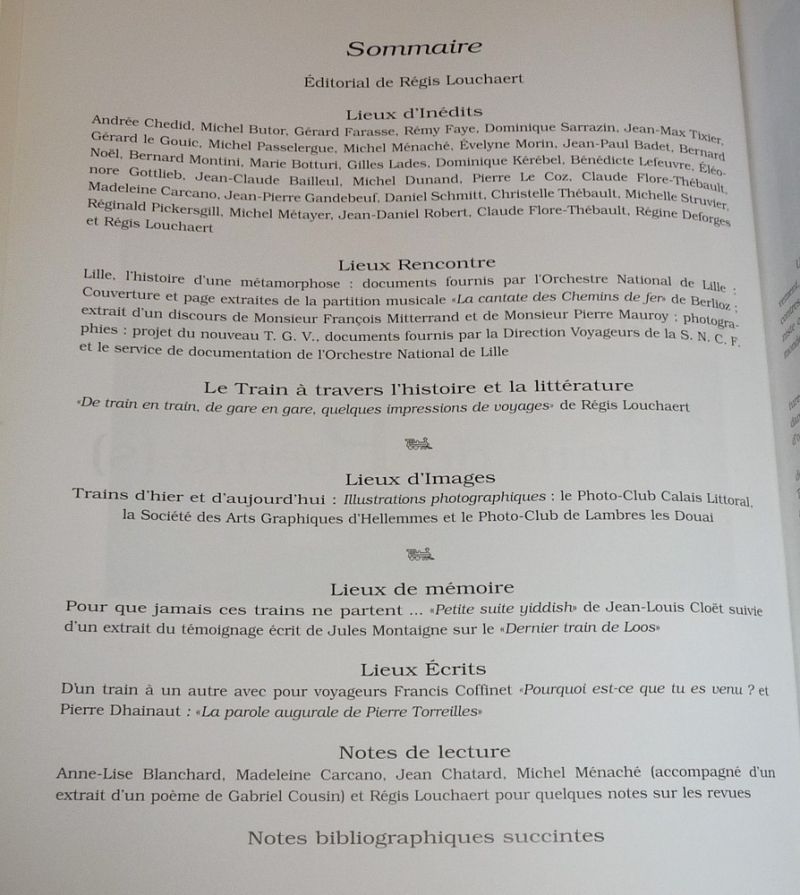 Sommaire
Éditorial de Régis Louchaert
Lieux d'Inédits
Andrée Chedid, Michel Butor, Gérard Farasse, Rémy Faye, Dominique Sarrazin, Jean-Max Tixier,
Gérard le Gouic, Michel Passelergue, Michel Ménaché, Évelyne Morin, Jean-Paul Badet, Bernard
Noël, Bernard Montini, Marie Botturi, Gilles Lades, Dominique Kérébel, Bénédicte Lefeuvre, Éléo-
nore Gottlieb, Jean-Claude Bailleul, Michel Dunand, Pierre Le Coz, Claude Flore-Thébault,
Madeleine Carcano, Jean-Pierre Gandebeuf, Daniel Schmitt, Christelle Thébault, Michelle Struvier,
Réginald Pickersgill, Michel Métayer, Jean-Daniel Robert, Claude Flore-Thébault, Régine Deforges
et Régis Louchaert
Lieux Rencontre
Lille, l'histoire d'une métamorphose : documents fournis par l'Orchestre National de Lille ;
Couverture et page extraites de la partition musicale «La cantate des Chemins de fer» de Berlioz ;
extrait d'un discours de Monsieur François Mitterrand et de Monsieur Pierre Mauroy ; photogra-
phies : projet du nouveau T. G. V., documents fournis par la Direction Voyageurs de la S. N. C. F.
et le service de documentation de l'Orchestre National de Lille
Le Train à travers l'histoire et la littérature
«De train en train, de gare en gare, quelques impressions de voyages» de Régis Louchaert
Lieux d'Images
Trains d'hier et d'aujourd'hui : Illustrations photographiques : le Photo-Club Calais Littoral,
la Société des Arts Graphiques d'Hellemmes et le Photo-Club de Lambres les Douai
Lieux de mémoire
Pour que jamais ces trains ne partent ... «Petite suite yiddish» de Jean-Louis Cloët suivie
d'un extrait du témoignage écrit de Jules Montaigne sur le «Dernier train de Loos»
Lieux Écrits
D'un train à un autre avec pour voyageurs Francis Coffinet «Pourquoi est-ce que tu es venu ? et
Pierre Dhainaut : «La parole augurale de Pierre Torreilles»
Notes de lecture
Anne-Lise Blanchard, Madeleine Carcano, Jean Chatard, Michel Ménaché (accompagné d'un
extrait d'un poème de Gabriel Cousin) et Régis Louchaert pour quelques notes sur les revues
Notes bibliographiques succintes